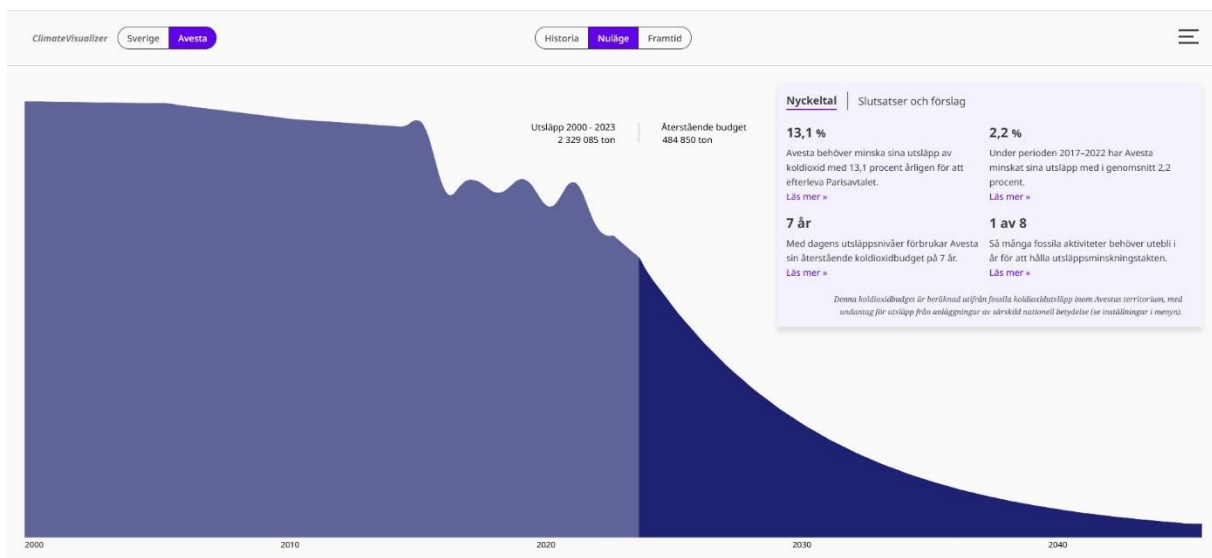 ClimateVisualizer Sverige Avesta
Historia Nuläge Framtid
Utsläpp 2000 - 2023
2 329 085 ton
Återstående budget
484 850 ton
Nyckeltal Slutsatser och förslag
13,1 %
Avesta behöver minska sina utsläpp av
koldioxid med 13,1 procent årligen för att
efterleva Parisavtalet.
Läs mer »
2,2 %
Under perioden 2017–2022 har Avesta
minskat sina utsläpp med i genomsnitt 2,2
procent.
Läs mer »
7 år
Med dagens utsläppsnivåer förbrukar Avesta
sin återstående koldioxidbudget på 7 år.
Läs mer »
1 av 8
Så många fossila aktiviteter behöver utebli i
år för att hålla utsläppsminskningstakten.
Läs mer »
Denna koldioxidbudget är beräknad utifrån fossila koldioxidutsläpp inom Avestas territorium, med
undantag för utsläpp från anläggningar av särskild nationell betydelse (se inställningar i menyn).
2000 2010 2020 2030 2040